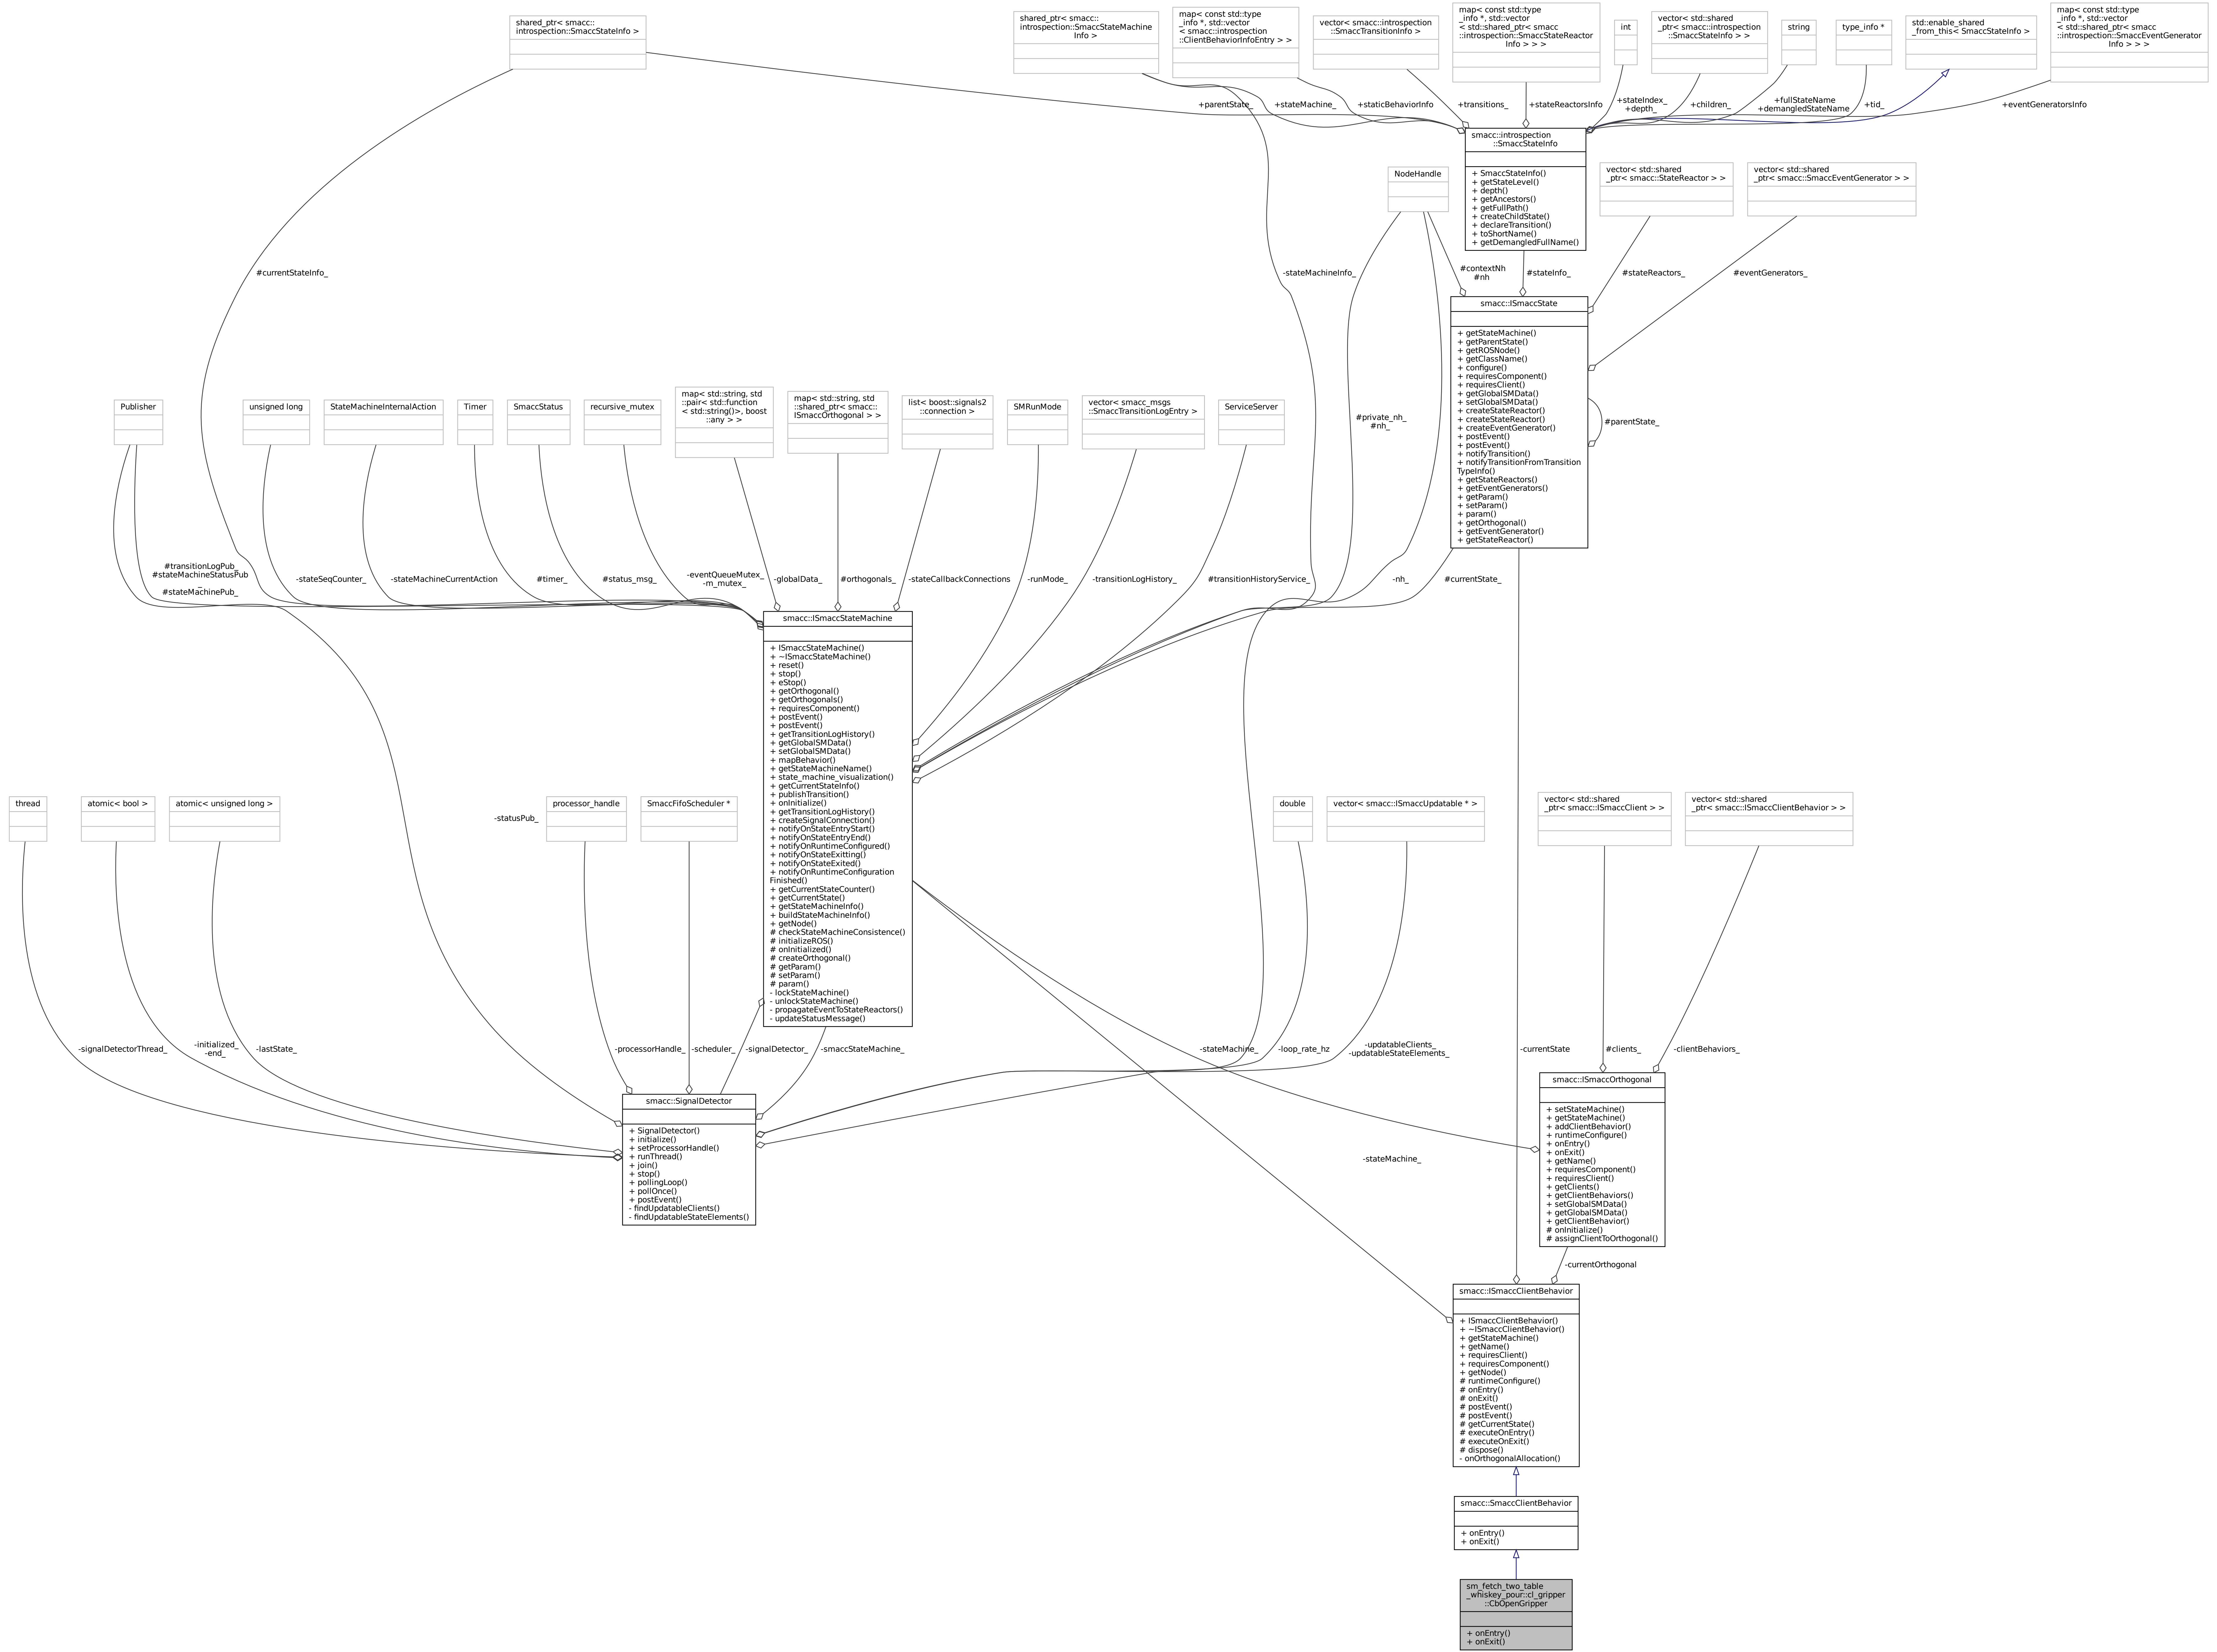 shared_ptr< smacc::
introspection::SmaccStateInfo >
shared_ptr< smacc::
introspection::SmaccStateMachine
Info >
map< const std::type
_info *, std::vector
< smacc::introspection
::ClientBehaviorInfoEntry > >
vector< smacc::introspection
::SmaccTransitionInfo >
map< const std::type
_info *, std::vector
< std::shared_ptr< smacc
::introspection::SmaccStateReactor
Info > > >
int
vector< std::shared
_ptr< smacc::introspection
::SmaccStateInfo > >
string
type_info *
std::enable_shared
_from_this< SmaccStateInfo >
map< const std::type
_info *, std::vector
< std::shared_ptr< smacc
::introspection::SmaccEventGenerator
Info > > >
+parentState_
+stateMachine_
+staticBehaviorInfo
+transitions_
+stateReactorsInfo
+stateIndex_
+depth_
+children_
+fullStateName
+demangledStateName
+tid_
+eventGeneratorsInfo
smacc::introspection
::SmaccStateInfo
+ SmaccStateInfo()
+ getStateLevel()
+ depth()
+ getAncestors()
+ getFullPath()
+ createChildState()
+ declareTransition()
+ toShortName()
+ getDemangledFullName()
NodeHandle
vector< std::shared
_ptr< smacc::StateReactor > >
vector< std::shared
_ptr< smacc::SmaccEventGenerator > >
#currentStateInfo_
-stateMachineInfo_
#contextNh
#nh
#stateInfo_
#stateReactors_
#eventGenerators_
smacc::ISmaccState
+ getStateMachine()
+ getParentState()
+ getROSNode()
+ getClassName()
+ configure()
+ requiresComponent()
+ requiresClient()
+ getGlobalSMData()
+ setGlobalSMData()
+ createStateReactor()
+ createStateReactor()
+ createEventGenerator()
+ postEvent()
+ postEvent()
+ notifyTransition()
+ notifyTransitionFromTransition
TypeInfo()
+ getStateReactors()
+ getEventGenerators()
+ getParam()
+ setParam()
+ param()
+ getOrthogonal()
+ getEventGenerator()
+ getStateReactor()
#parentState_
Publisher
unsigned long
StateMachineInternalAction
Timer
SmaccStatus
recursive_mutex
map< std::string, std
::pair< std::function
< std::string()>, boost
::any > >
map< std::string, std
::shared_ptr< smacc::
ISmaccOrthogonal > >
list< boost::signals2
::connection >
SMRunMode
vector< smacc_msgs
::SmaccTransitionLogEntry >
ServiceServer
#private_nh_
#nh_
#transitionLogPub_
#stateMachineStatusPub
_
#stateMachinePub_
-stateSeqCounter_
-stateMachineCurrentAction
#timer_
#status_msg_
-eventQueueMutex_
-m_mutex_
-globalData_
#orthogonals_
-stateCallbackConnections
-runMode_
-transitionLogHistory_
#transitionHistoryService_
-nh_
#currentState_
smacc::ISmaccStateMachine
+ ISmaccStateMachine()
+ ~ISmaccStateMachine()
+ reset()
+ stop()
+ eStop()
+ getOrthogonal()
+ getOrthogonals()
+ requiresComponent()
+ postEvent()
+ postEvent()
+ getTransitionLogHistory()
+ getGlobalSMData()
+ setGlobalSMData()
+ mapBehavior()
+ getStateMachineName()
+ state_machine_visualization()
+ getCurrentStateInfo()
+ publishTransition()
+ onInitialize()
+ getTransitionLogHistory()
+ createSignalConnection()
+ notifyOnStateEntryStart()
+ notifyOnStateEntryEnd()
+ notifyOnRuntimeConfigured()
+ notifyOnStateExitting()
+ notifyOnStateExited()
+ notifyOnRuntimeConfiguration
Finished()
+ getCurrentStateCounter()
+ getCurrentState()
+ getStateMachineInfo()
+ buildStateMachineInfo()
+ getNode()
# checkStateMachineConsistence()
# initializeROS()
# onInitialized()
# createOrthogonal()
# getParam()
# setParam()
# param()
- lockStateMachine()
- unlockStateMachine()
- propagateEventToStateReactors()
- updateStatusMessage()
thread
atomic< bool >
atomic< unsigned long >
-statusPub_
processor_handle
SmaccFifoScheduler *
double
vector< smacc::ISmaccUpdatable * >
vector< std::shared
_ptr< smacc::ISmaccClient > >
vector< std::shared
_ptr< smacc::ISmaccClientBehavior > >
-signalDetectorThread_
-initialized_
-end_
-lastState_
-processorHandle_
-scheduler_
-signalDetector_
-smaccStateMachine_
-stateMachine_
-loop_rate_hz
-updatableClients_
-updatableStateElements_
-currentState
#clients_
-clientBehaviors_
smacc::SignalDetector
+ SignalDetector()
+ initialize()
+ setProcessorHandle()
+ runThread()
+ join()
+ stop()
+ pollingLoop()
+ pollOnce()
+ postEvent()
- findUpdatableClients()
- findUpdatableStateElements()
smacc::ISmaccOrthogonal
+ setStateMachine()
+ getStateMachine()
+ addClientBehavior()
+ runtimeConfigure()
+ onEntry()
+ onExit()
+ getName()
+ requiresComponent()
+ requiresClient()
+ getClients()
+ getClientBehaviors()
+ setGlobalSMData()
+ getGlobalSMData()
+ getClientBehavior()
# onInitialize()
# assignClientToOrthogonal()
-stateMachine_
-currentOrthogonal
smacc::ISmaccClientBehavior
+ ISmaccClientBehavior()
+ ~ISmaccClientBehavior()
+ getStateMachine()
+ getName()
+ requiresClient()
+ requiresComponent()
+ getNode()
# runtimeConfigure()
# onEntry()
# onExit()
# postEvent()
# postEvent()
# getCurrentState()
# executeOnEntry()
# executeOnExit()
# dispose()
- onOrthogonalAllocation()
smacc::SmaccClientBehavior
+ onEntry()
+ onExit()
sm_fetch_two_table
_whiskey_pour::cl_gripper
::CbOpenGripper
+ onEntry()
+ onExit()